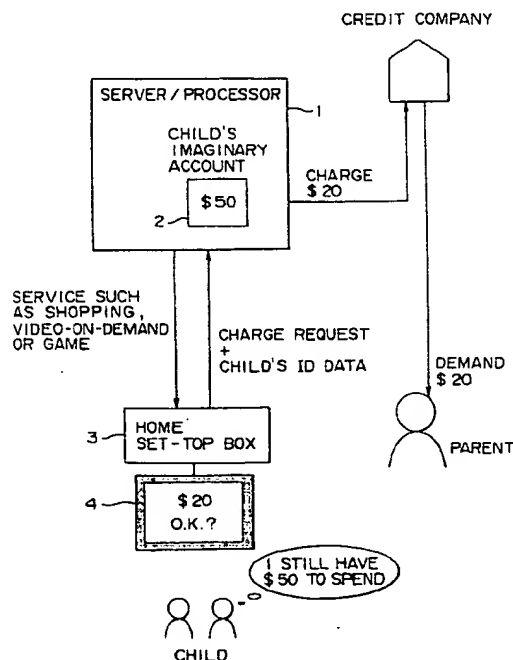 CREDIT COMPANY
SERVER/PROCESSOR
1
CHILD'S
IMAGINARY
ACCOUNT
2
$50
CHARGE
$20
SERVICE SUCH
AS SHOPPING,
VIDEO-ON-DEMAND
OR GAME
CHARGE REQUEST
+
CHILD'S ID DATA
DEMAND
$20
PARENT
3
HOME
SET-TOP BOX
4
$20
O.K.?
I STILL HAVE
$50 TO SPEND
CHILD